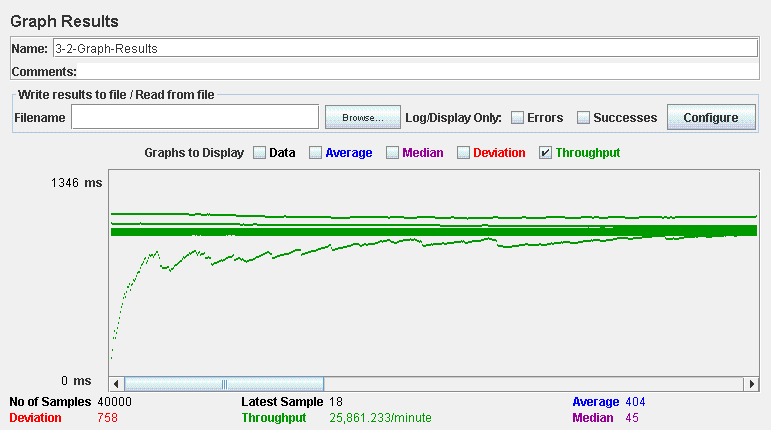 Graph Results
Name: 3-2-Graph-Results
Comments:
Write results to file / Read from file
Filename Browse... Log/Display Only: Errors Successes Configure
Graphs to Display Data Average Median Deviation Throughput
1346 ms
0 ms
No of Samples 40000 Latest Sample 18 Average 404
Deviation 758 Throughput 25,861.233/minute Median 45